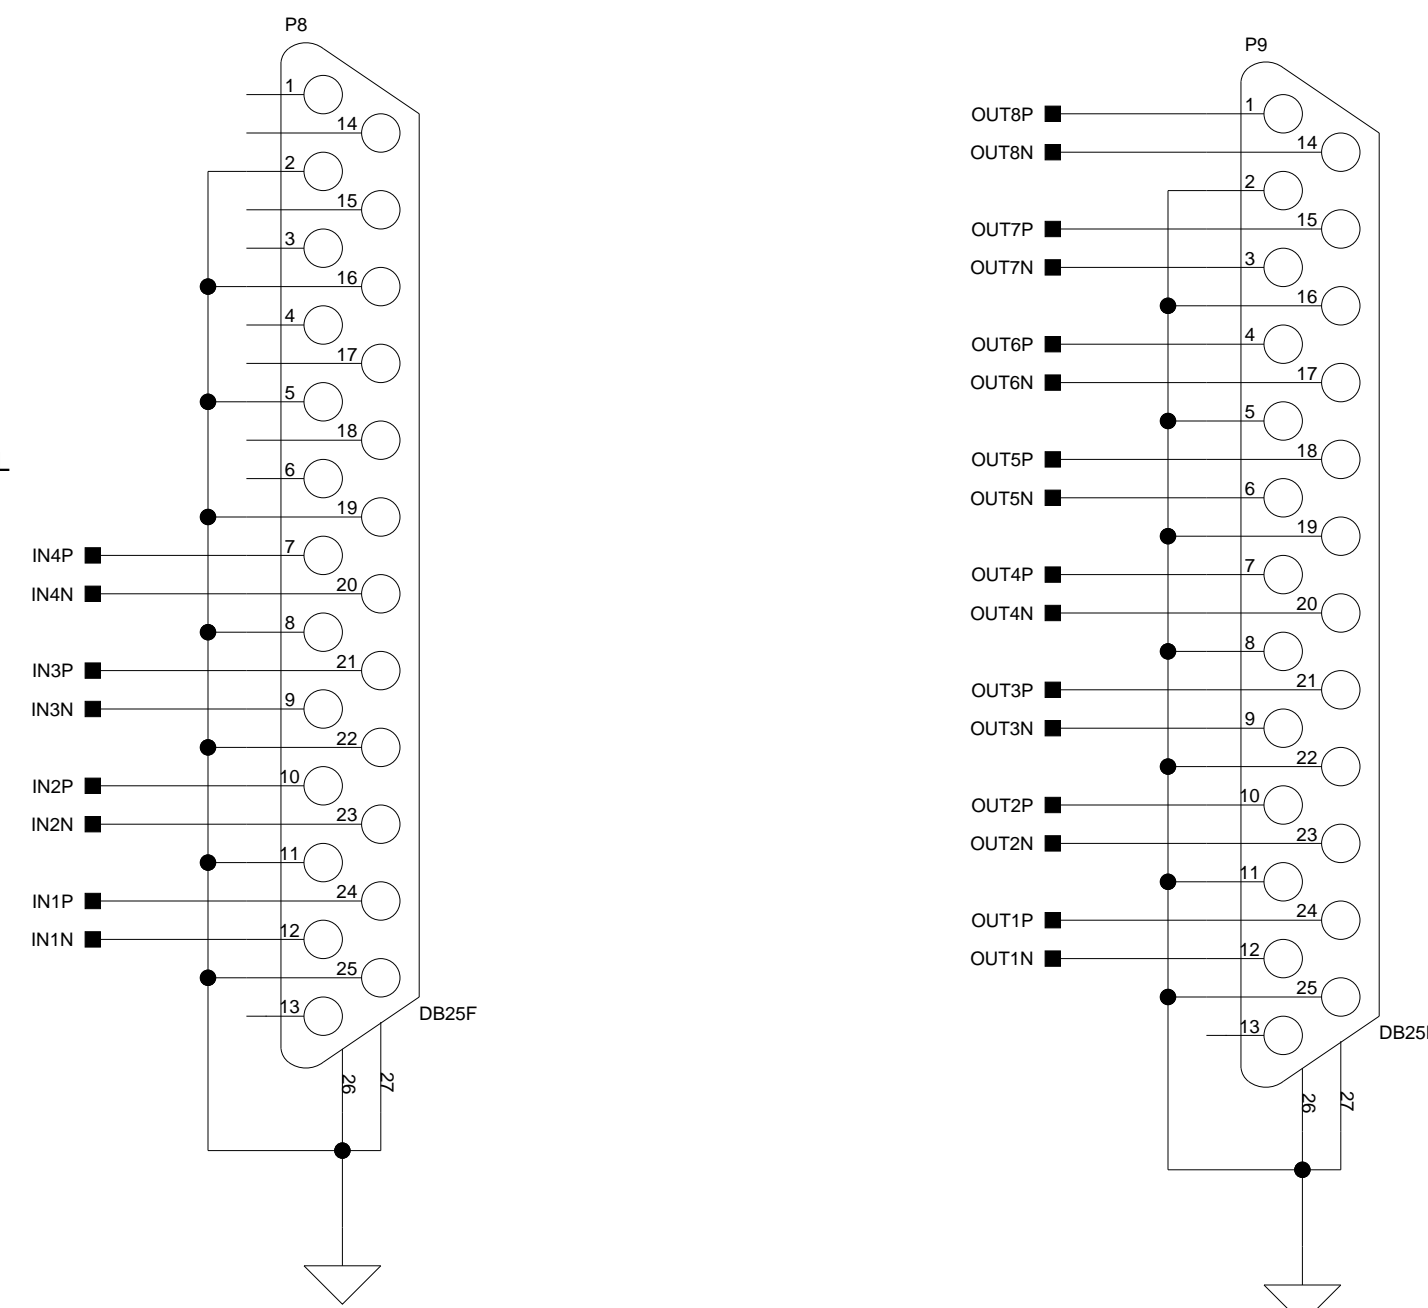 P8
1
14
2
15
3
16
4
17
5
18
6
19
IN4P 7
IN4N 20
8
IN3P 21
IN3N 9
22
IN2P 10
IN2N 23
11
IN1P 24
IN1N 12
25
13
DB25F
26 27
P9
OUT8P 1
OUT8N 14
2
OUT7P 15
OUT7N 3
16
OUT6P 4
OUT6N 17
5
OUT5P 18
OUT5N 6
19
OUT4P 7
OUT4N 20
8
OUT3P 21
OUT3N 9
22
OUT2P 10
OUT2N 23
11
OUT1P 24
OUT1N 12
25
13
DB25
26 27